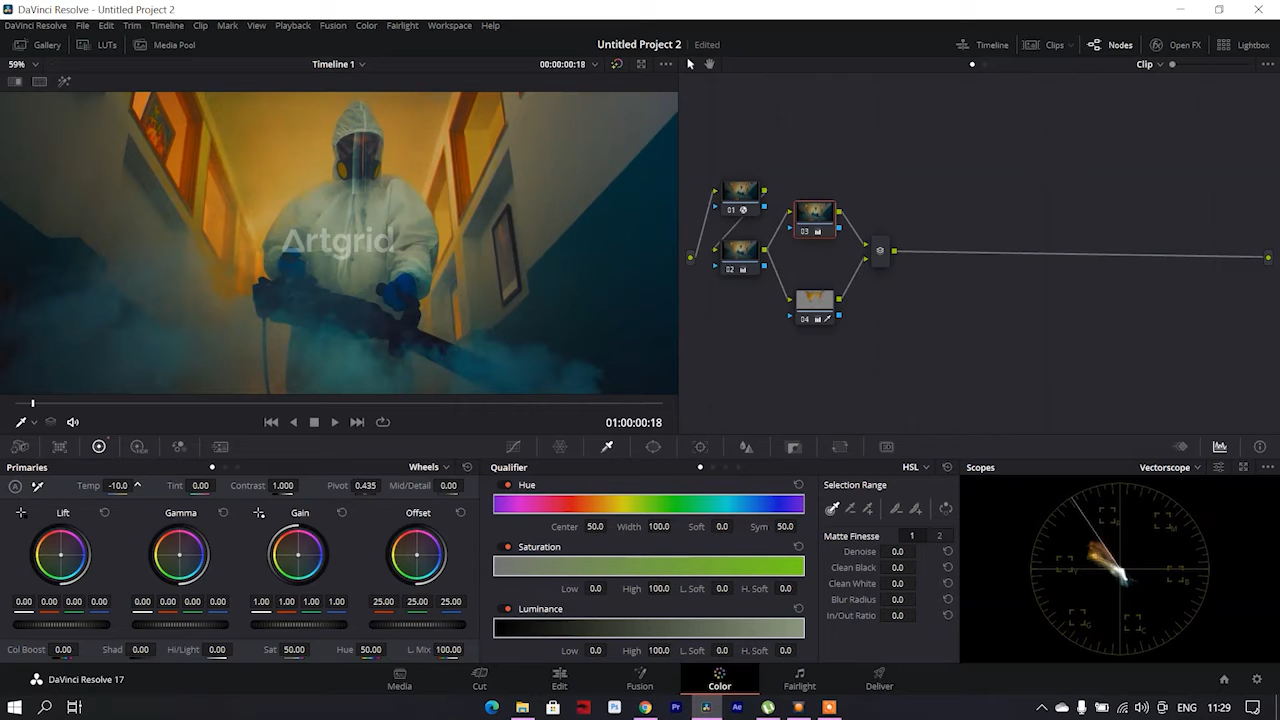 DaVinci Resolve - Untitled Project 2
DaVinci Resolve File Edit Trim Timeline Clip Mark View Playback Fusion Color Fairlight Workspace Help
Gallery LUTs Media Pool Untitled Project 2 Edited Timeline Clips Nodes Open FX Lightbox
59% Timeline 1 00:00:00:18 Clip
Artgrid
01
02
03
04
01:00:00:18
Primaries Wheels Qualifier HSL Scopes Vectorscope
Temp -10.0 Tint 0.00 Contrast 1.000 Pivot 0.435 Mid/Detail 0.00
Lift Gamma Gain Offset
0.00 0.00 0.00 0.00 0.00 0.00 0.00 0.00 1.00 1.00 1.00 1.00 25.00 25.00 25.00
Col Boost 0.00 Shad 0.00 Hi/Light 0.00 Sat 50.00 Hue 50.00 L. Mix 100.00
Hue
Center 50.0 Width 100.0 Soft 0.0 Sym 50.0
Saturation
Low 0.0 High 100.0 L. Soft 0.0 H. Soft 0.0
Luminance
Low 0.0 High 100.0 L. Soft 0.0 H. Soft 0.0
Selection Range
Matte Finesse 1 2
Denoise 0.0
Clean Black 0.0
Clean White 0.0
Blur Radius 0.0
In/Out Ratio 0.0
DaVinci Resolve 17 Media Cut Edit Fusion Color Fairlight Deliver
Ps Pr Ae ENG 11:29